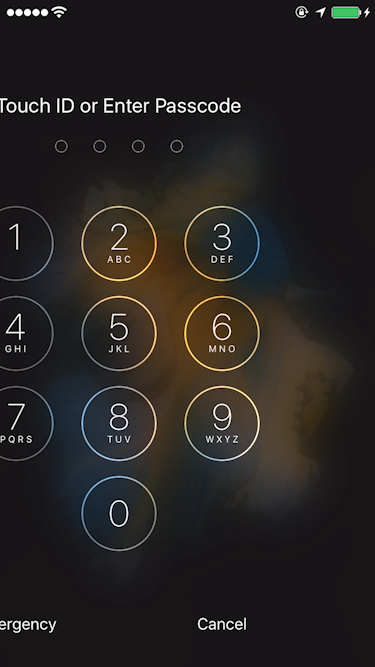 Touch ID or Enter Passcode
1 2 3
ABC DEF
4 5 6
GHI JKL MNO
7 8 9
PQRS TUV WXYZ
0
ergency Cancel